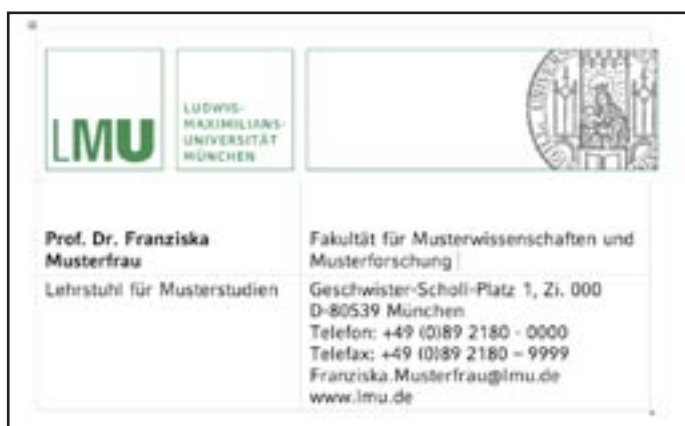 LMU
LUDWIG-
MAXIMILIANS-
UNIVERSITÄT
MÜNCHEN
Prof. Dr. Franziska
Musterfrau
Lehrstuhl für Musterstudien
Fakultät für Musterwissenschaften und
Musterforschung
Geschwister-Scholl-Platz 1, Zi. 000
D-80539 München
Telefon: +49 (0)89 2180 - 0000
Telefax: +49 (0)89 2180 – 9999
Franziska.Musterfrau@lmu.de
www.lmu.de